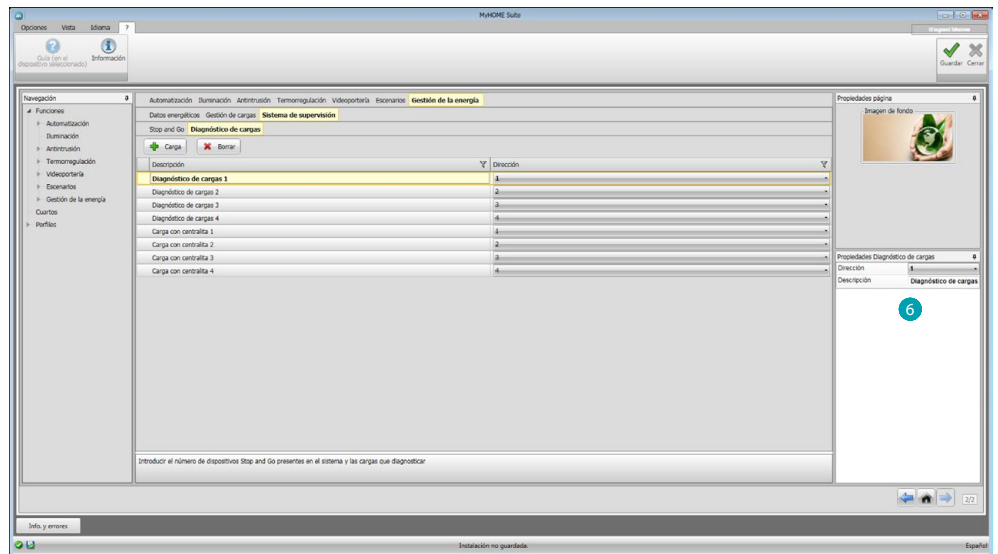 MyHOME Suite
Opciones Vista Idioma ?
Guía (en el dispositivo seleccionado) Información
Guardar Cerrar
Navegación
Funciones
Automatización
Iluminación
Antintrusión
Termorregulación
Videoportería
Escenarios
Gestión de la energía
Cuartos
Perfiles
Automatización Iluminación Antintrusión Termorregulación Videoportería Escenarios Gestión de la energía
Datos energéticos Gestión de cargas Sistema de supervisión
Stop and Go Diagnóstico de cargas
Carga Borrar
Descripción Dirección
Diagnóstico de cargas 1 1
Diagnóstico de cargas 2 2
Diagnóstico de cargas 3 3
Diagnóstico de cargas 4 4
Carga con centralita 1 1
Carga con centralita 2 2
Carga con centralita 3 3
Carga con centralita 4 4
Introducir el número de dispositivos Stop and Go presentes en el sistema y las cargas que diagnosticar
Propiedades página
Imagen de fondo
Propiedades Diagnóstico de cargas
Dirección 1
Descripción Diagnóstico de cargas
6
2/2
Info. y errores
Instalación no guardada.
Español